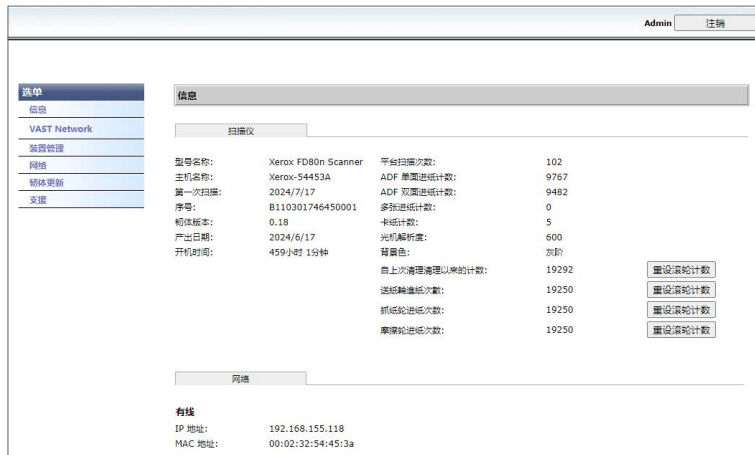 Admin 注销
选单
信息
VAST Network
装置管理
网络
韧体更新
支援
信息
扫描仪
型号名称: Xerox FD80n Scanner 平台扫描次数: 102
主机名称: Xerox-54453A ADF 单面进纸计数: 9767
第一次扫描: 2024/7/17 ADF 双面进纸计数: 9482
序号: B110301746450001 多张进纸计数: 0
韧体版本: 0.18 卡纸计数: 5
产出日期: 2024/6/17 光机解析度: 600
开机时间: 459小时 1分钟 背景色: 灰阶
自上次清理清理以来的计数: 19292 重设滚轮计数
送紙輪進紙次數: 19250 重设滚轮计数
抓纸轮进纸次数: 19250 重设滚轮计数
摩擦轮进纸次数: 19250 重设滚轮计数
网络
有线
IP 地址: 192.168.155.118
MAC 地址: 00:02:32:54:45:3a